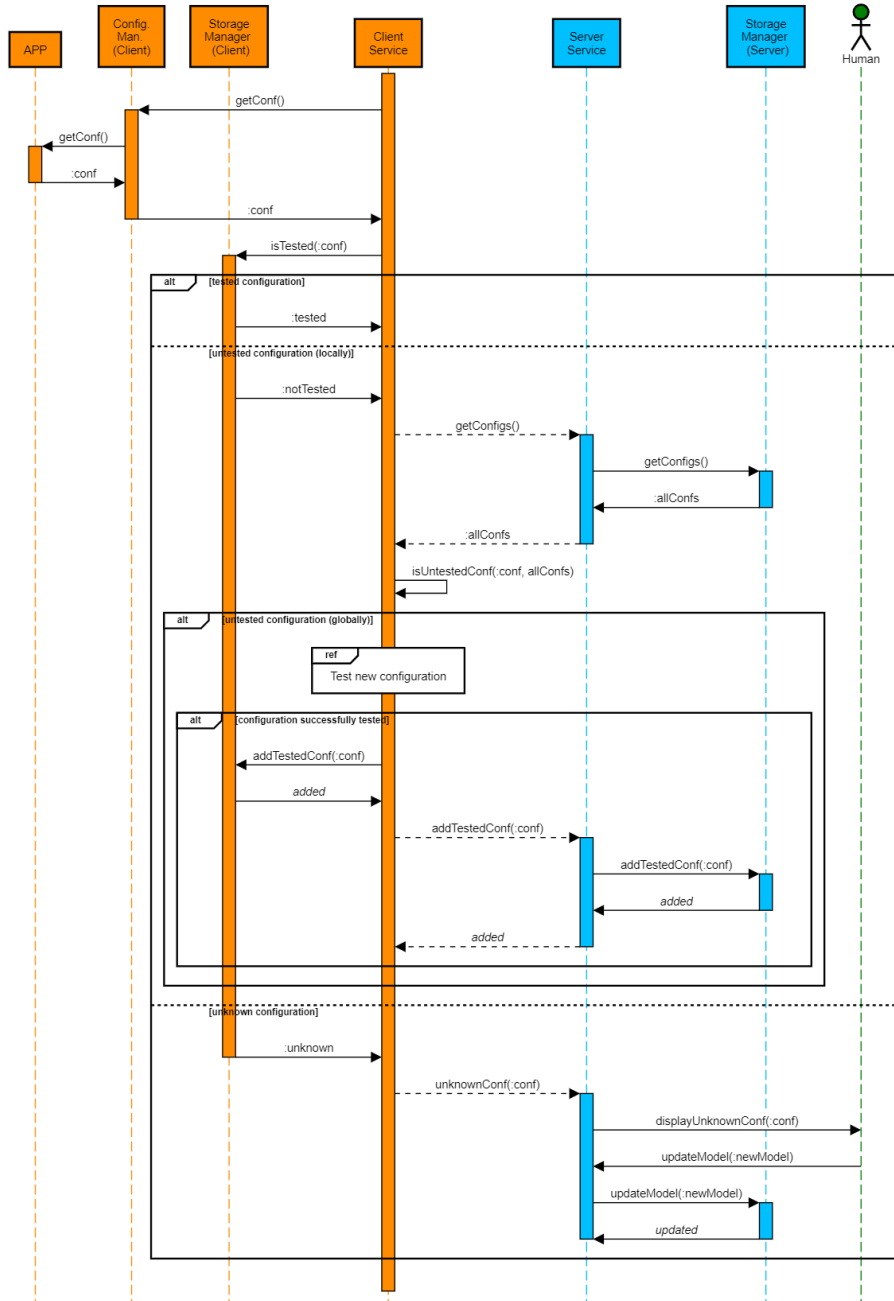 APP
Config.
Man.
(Client)
Storage
Manager
(Client)
Client
Service
Server
Service
Storage
Manager
(Server)
Human
getConf()
getConf()
:conf
:conf
isTested(:conf)
alt
[tested configuration]
:tested
[untested configuration (locally)]
:notTested
getConfigs()
getConfigs()
:allConfs
:allConfs
isUntestedConf(:conf, allConfs)
alt
[untested configuration (globally)]
ref
Test new configuration
alt
[configuration successfully tested]
addTestedConf(:conf)
added
addTestedConf(:conf)
addTestedConf(:conf)
added
added
[unknown configuration]
:unknown
unknownConf(:conf)
displayUnknownConf(:conf)
updateModel(:newModel)
updateModel(:newModel)
updated